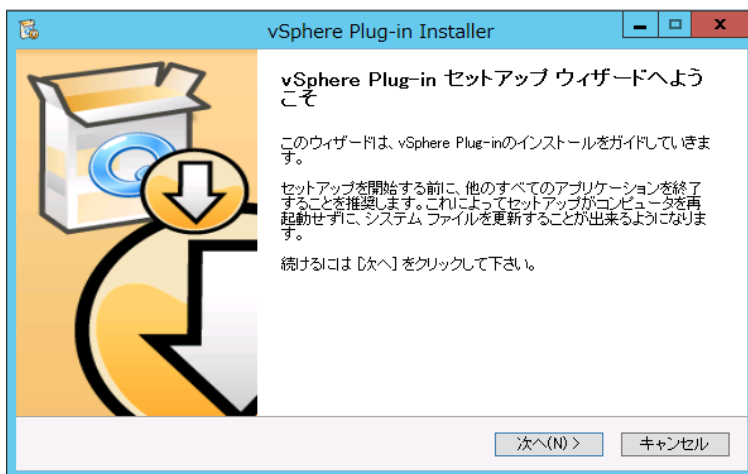 vSphere Plug-in Installer
vSphere Plug-in セットアップ ウィザードへよう
こそ
このウィザードは、vSphere Plug-inのインストールをガイドしていきま
す。
セットアップを開始する前に、他のすべてのアプリケーションを終了
することを推奨します。これによってセットアップがコンピュータを再
起動せずに、システム ファイルを更新することが出来るようになりま
す。
続けるには [次へ] をクリックして下さい。
次へ(N) >
キャンセル